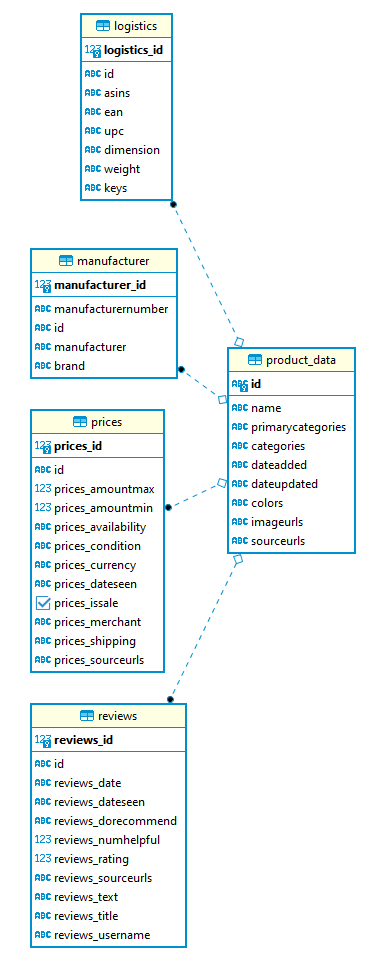 logistics
123 logistics_id
ABC id
ABC asins
ABC ean
ABC upc
ABC dimension
ABC weight
ABC keys
manufacturer
123 manufacturer_id
ABC manufacturernumber
ABC id
ABC manufacturer
ABC brand
product_data
ABC id
ABC name
ABC primarycategories
ABC categories
ABC dateadded
ABC dateupdated
ABC colors
ABC imageurls
ABC sourceurls
prices
123 prices_id
ABC id
123 prices_amountmax
123 prices_amountmin
ABC prices_availability
ABC prices_condition
ABC prices_currency
ABC prices_dateseen
prices_issale
ABC prices_merchant
ABC prices_shipping
ABC prices_sourceurls
reviews
123 reviews_id
ABC id
ABC reviews_date
ABC reviews_dateseen
ABC reviews_dorecommend
123 reviews_numhelpful
123 reviews_rating
ABC reviews_sourceurls
ABC reviews_text
ABC reviews_title
ABC reviews_username